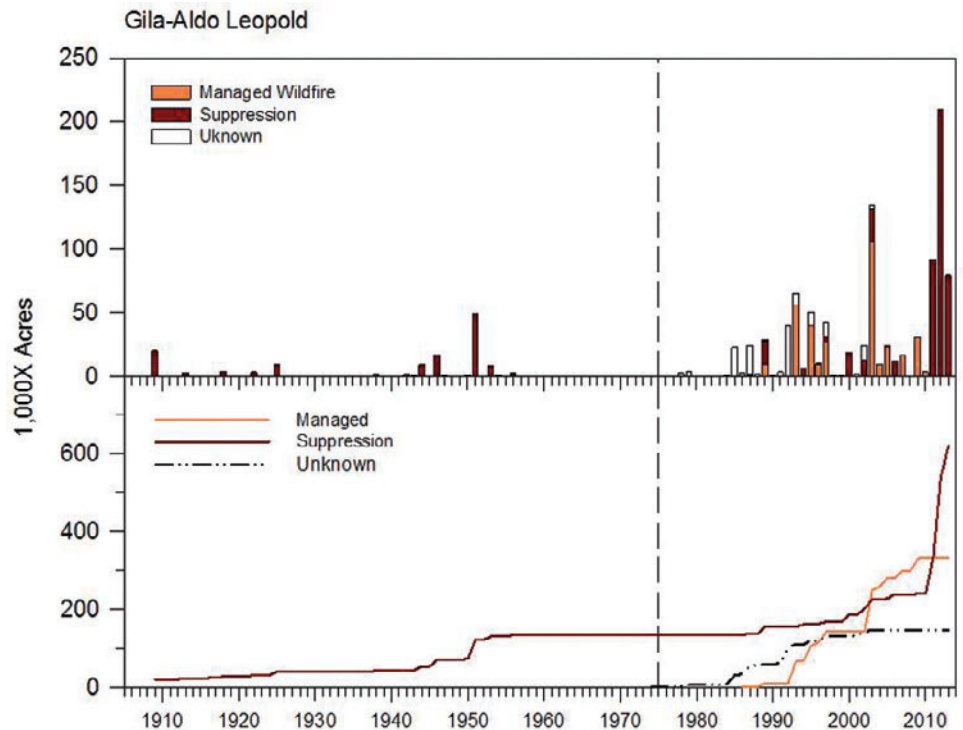 Gila-Aldo Leopold
250
Managed Wildfire
Suppression
Uknown
200
150
100
50
0
1,000X Acres
Managed
Suppression
Unknown
600
400
200
0
1910 1920 1930 1940 1950 1960 1970 1980 1990 2000 2010